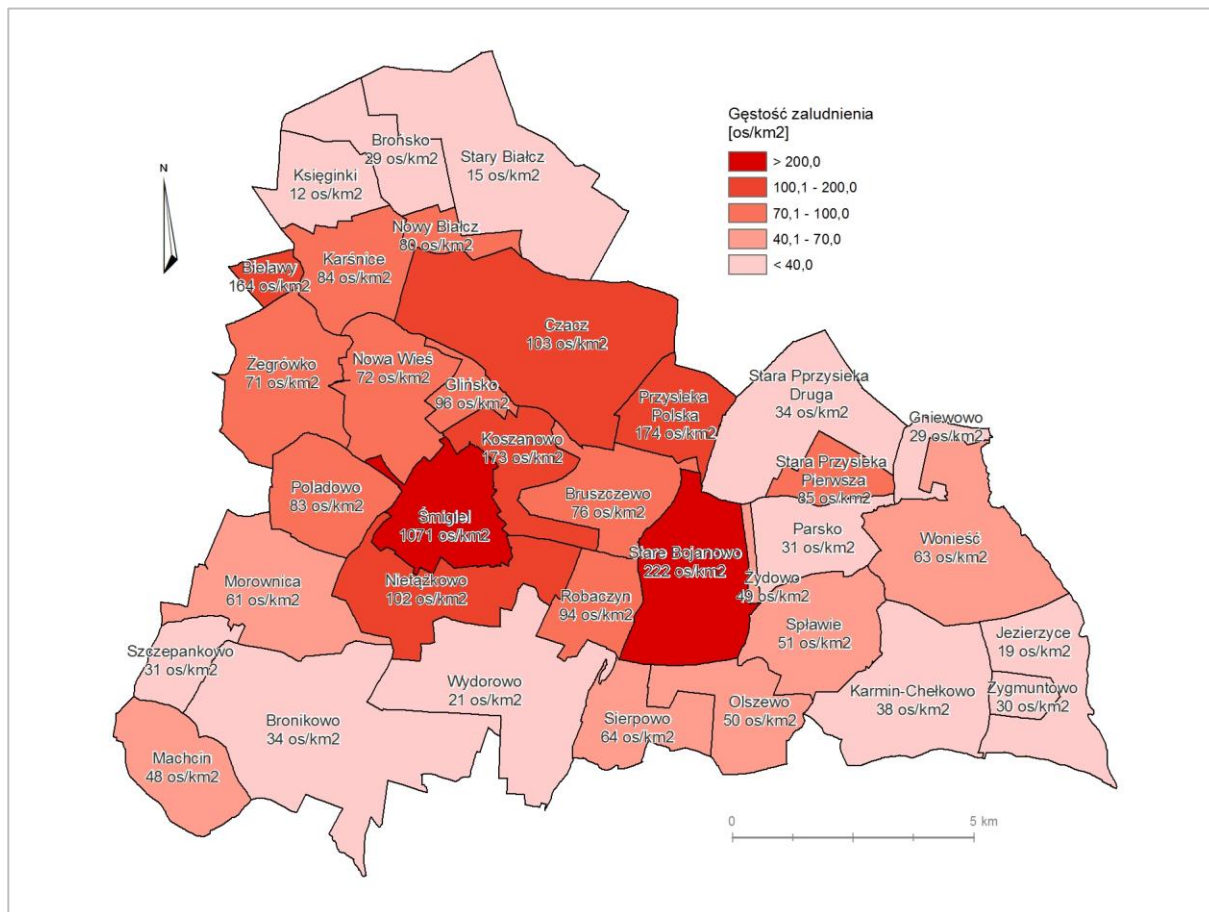 Gęstość zaludnienia
[os/km2]
> 200,0
100,1 - 200,0
70,1 - 100,0
40,1 - 70,0
< 40,0
N
Brońsko
29 os/km2
Stary Białcz
15 os/km2
Księginki
12 os/km2
Nowy Białcz
80 os/km2
Karśnice
84 os/km2
Bielawy
164 os/km2
Czacz
103 os/km2
Żegrówko
71 os/km2
Nowa Wieś
72 os/km2
Glińsko
96 os/km2
Przysieka
Polska
174 os/km2
Stara Pprzysieka
Druga
34 os/km2
Gniewowo
29 os/km2
Koszanowo
173 os/km2
Stara Przysieka
Pierwsza
85 os/km2
Poladowo
83 os/km2
Bruszczewo
76 os/km2
Śmigiel
1071 os/km2
Parsko
31 os/km2
Wonieść
63 os/km2
Stare Bojanowo
222 os/km2
Żydowo
49 os/km2
Morownica
61 os/km2
Nietążkowo
102 os/km2
Robaczyn
94 os/km2
Spławie
51 os/km2
Jezierzyce
19 os/km2
Szczepankowo
31 os/km2
Wydorowo
21 os/km2
Karmin-Chełkowo
38 os/km2
Zygmuntowo
30 os/km2
Bronikowo
34 os/km2
Sierpowo
64 os/km2
Olszewo
50 os/km2
Machcin
48 os/km2
0
5 km